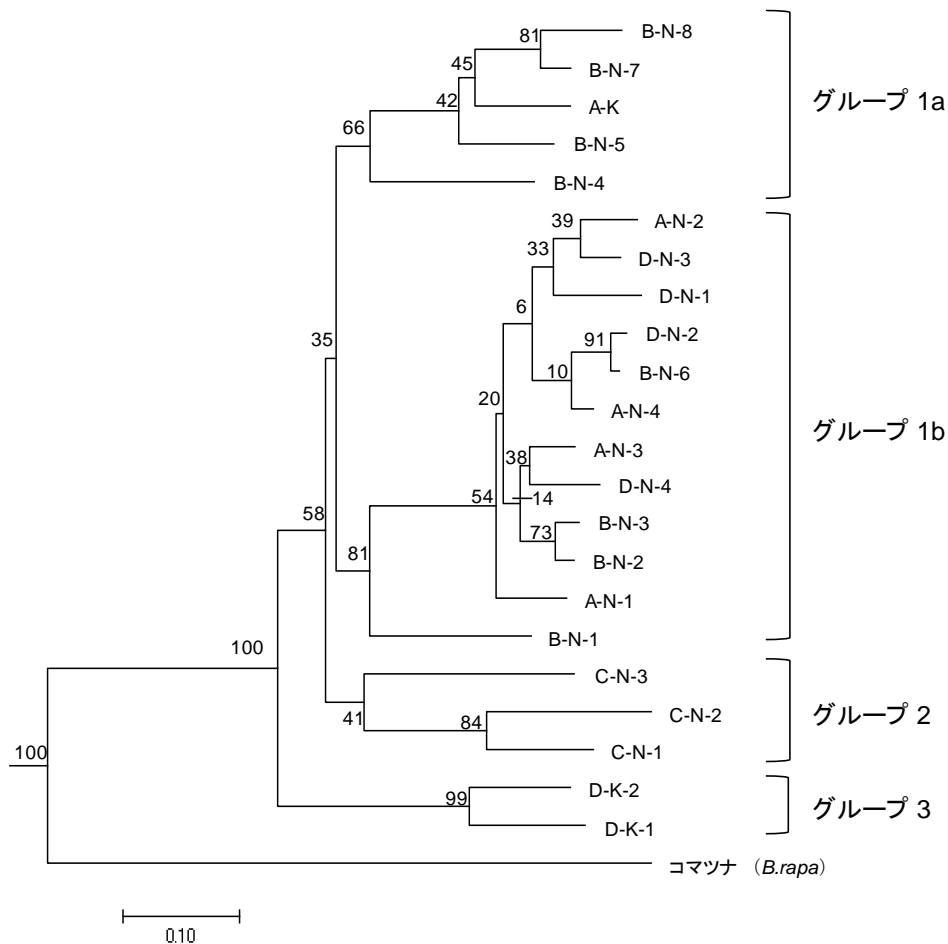 81
B-N-8
45
B-N-7
42
A-K
グループ 1a
66
B-N-5
B-N-4
39
A-N-2
33
D-N-3
6
D-N-1
35
91
D-N-2
10
B-N-6
20
A-N-4
グループ 1b
38
A-N-3
54
14
D-N-4
58
73
B-N-3
81
B-N-2
A-N-1
B-N-1
100
C-N-3
41
84
C-N-2
グループ 2
100
C-N-1
99
D-K-2
グループ 3
D-K-1
コマツナ (B.rapa)
0.10